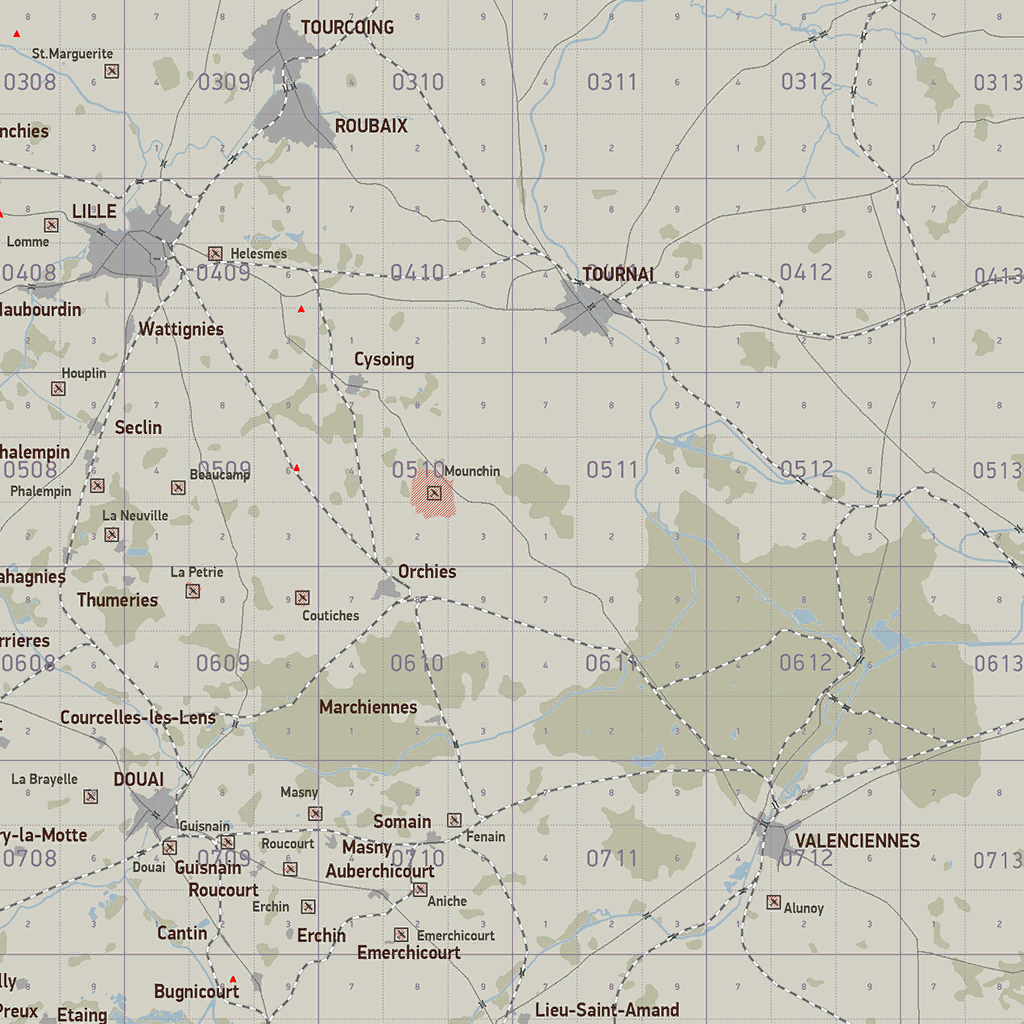 TOURCOING
St.Marguerite
0308
0309
0310
0311
0312
0313
nchies
ROUBAIX
LILLE
Lomme
Helesmes
0408
0409
0410
TOURNAI
0412
0413
Haubourdin
Wattignies
Cysoing
Houplin
Seclin
Phalempin
0508
0509
0510
0511
0512
0513
Mounchin
Beaucamp
Phalempin
La Neuville
La Petrie
Orchies
ahagnies
Thumeries
Coutiches
rrieres
0608
0609
0610
0611
0612
0613
Marchiennes
Courcelles-les-Lens
La Brayelle
DOUAI
Masny
Guisnain
Somain
ry-la-Motte
Roucourt
Masny
Fenain
VALENCIENNES
0708
Douai
Guisnain
0709
0710
0711
0712
0713
Auberchicourt
Roucourt
Aniche
Erchin
Alunoy
Cantin
Erchin
Emerchicourt
Emerchicourt
lly
Bugnicourt
Preux
Etaing
Lieu-Saint-Amand